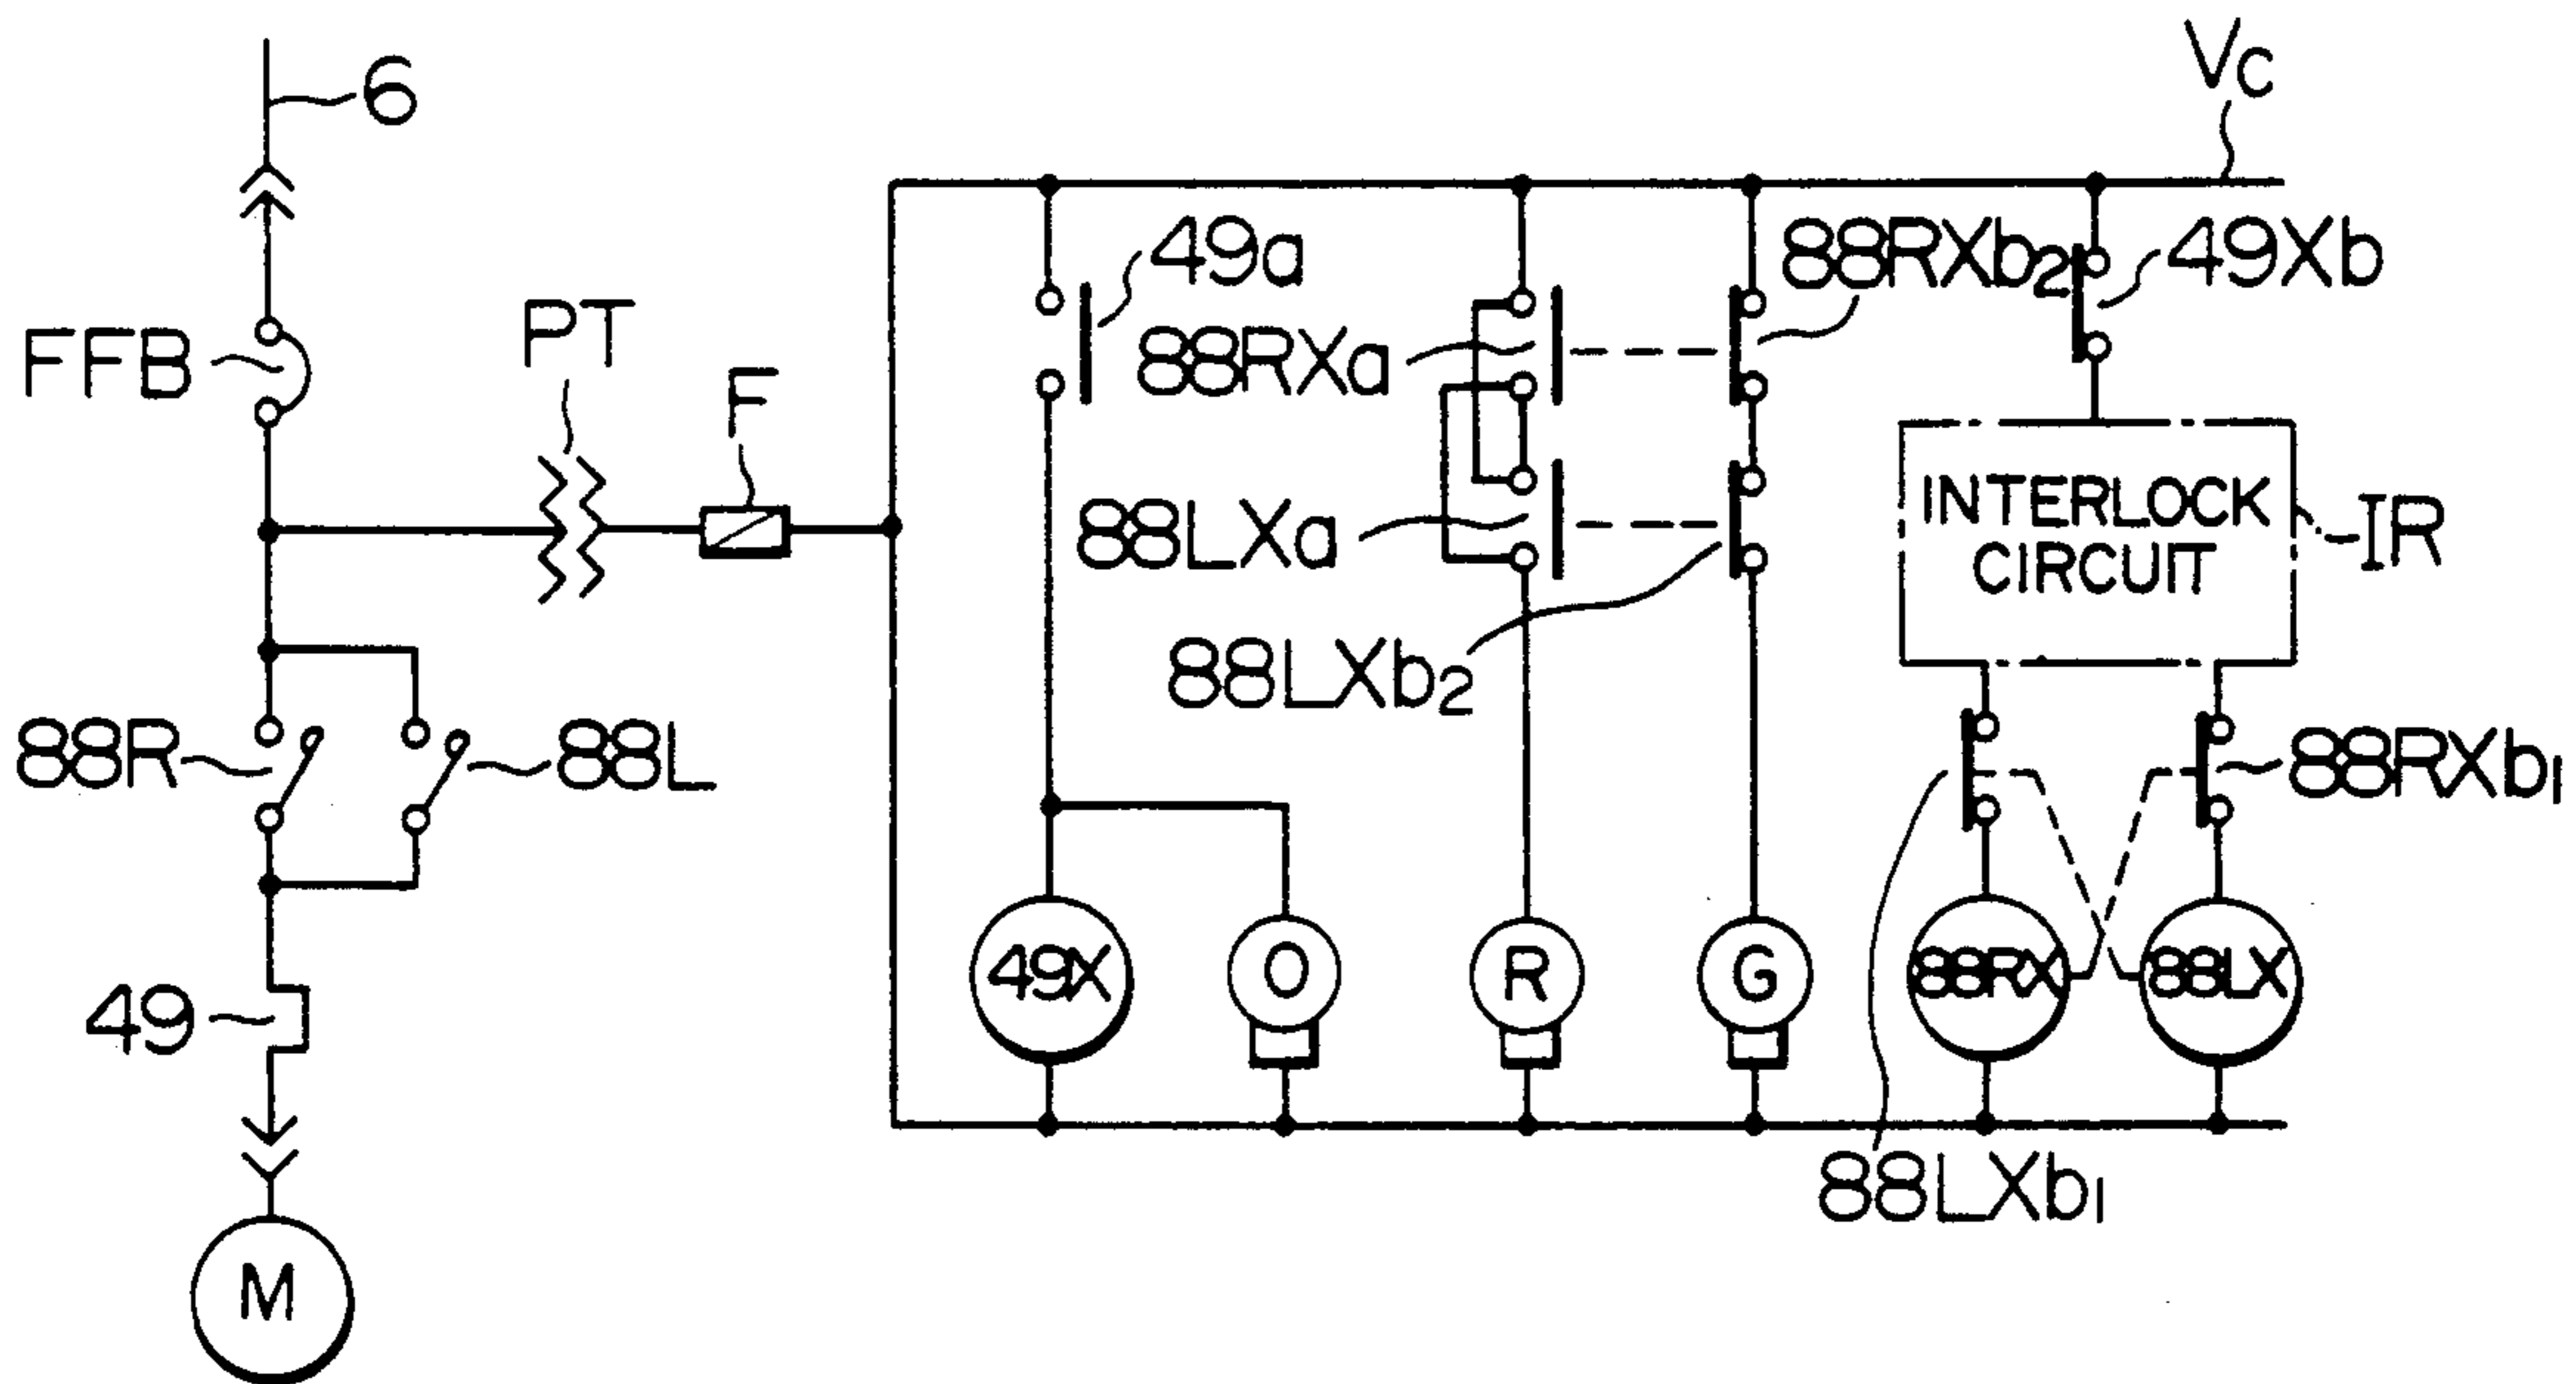 6
VC
FFB
PT
F
49a
88RXa
88RXb2
49Xb
88LXa
88LXb2
INTERLOCK
CIRCUIT
IR
88R
88L
88RXb1
49
49X
O
R
G
88RX
88LX
88LXb1
M